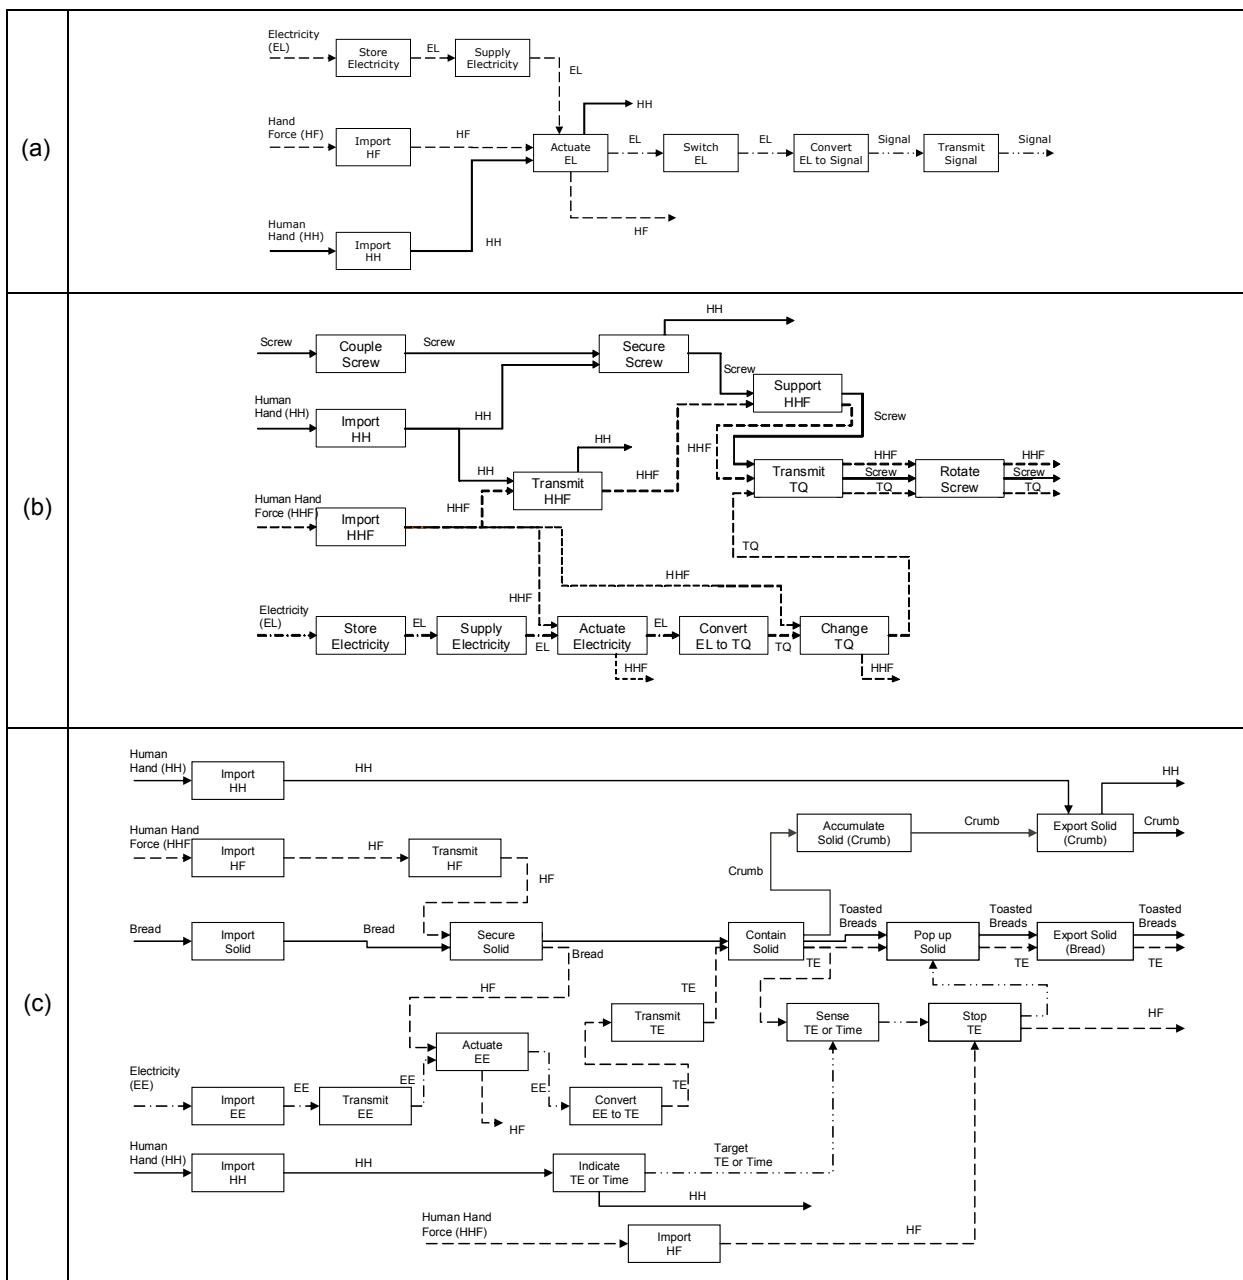 (a)
Electricity
(EL)
Store
Electricity
EL
Supply
Electricity
EL
HH
Hand
Force (HF)
Import
HF
HF
Actuate
EL
EL
Switch
EL
EL
Convert
EL to Signal
Signal
Transmit
Signal
Signal
HF
Human
Hand (HH)
Import
HH
HH
(b)
Screw
Couple
Screw
Screw
Secure
Screw
HH
Screw
Support
HHF
Screw
Human
Hand (HH)
Import
HH
HH
HH
HH
Transmit
HHF
HHF
HHF
Transmit
TQ
HHF
Screw
TQ
Rotate
Screw
HHF
Screw
TQ
Human Hand
Force (HHF)
Import
HHF
HHF
TQ
HHF
HHF
Electricity
(EL)
Store
Electricity
EL
Supply
Electricity
EL
Actuate
Electricity
EL
Convert
EL to TQ
TQ
Change
TQ
HHF
HHF
(c)
Human
Hand (HH)
Import
HH
HH
HH
Human Hand
Force (HHF)
Import
HF
HF
Transmit
HF
HF
Crumb
Accumulate
Solid (Crumb)
Crumb
Export Solid
(Crumb)
Crumb
Bread
Import
Solid
Bread
Secure
Solid
Bread
Contain
Solid
Toasted
Breads
TE
Pop up
Solid
Toasted
Breads
TE
Export Solid
(Bread)
Toasted
Breads
TE
HF
TE
Transmit
TE
Sense
TE or Time
Stop
TE
HF
Actuate
EE
Electricity
(EE)
Import
EE
EE
Transmit
EE
EE
EE
Convert
EE to TE
TE
HF
Human
Hand (HH)
Import
HH
HH
Indicate
TE or Time
Target
TE or Time
HH
Human Hand
Force (HHF)
Import
HF
HF